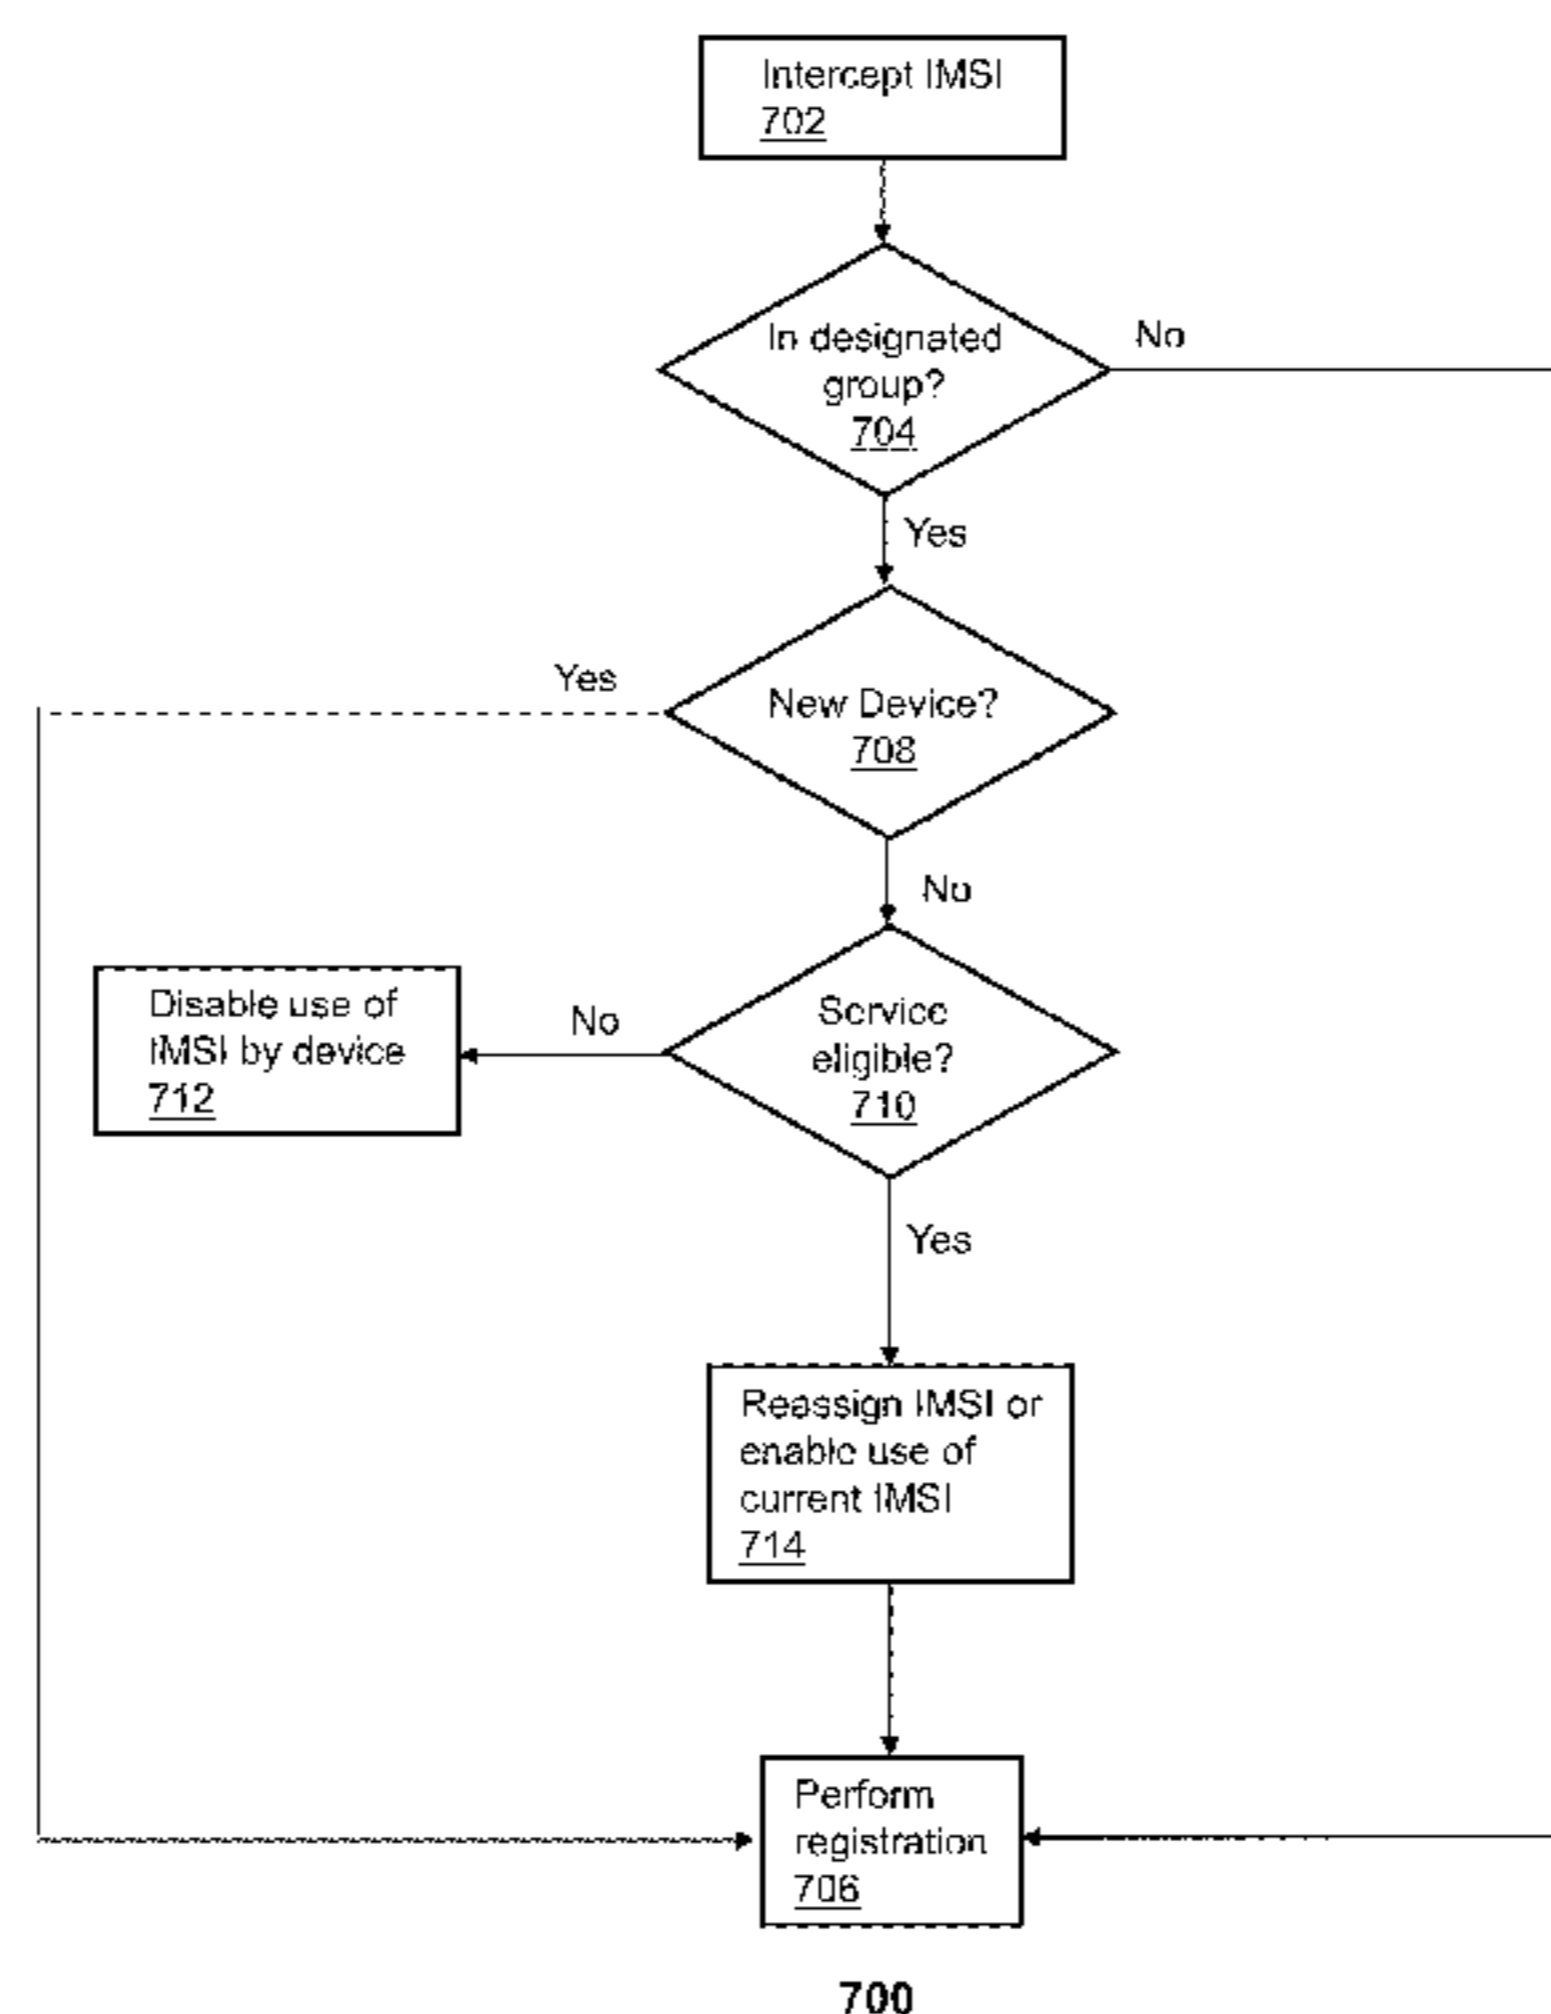 Intercept IMSI
702
In designated
group?
704
No
Yes
New Device?
708
Yes
No
Service
eligible?
710
No
Disable use of
IMSI by device
712
Yes
Reassign IMSI or
enable use of
current IMSI
714
Perform
registration
706
700